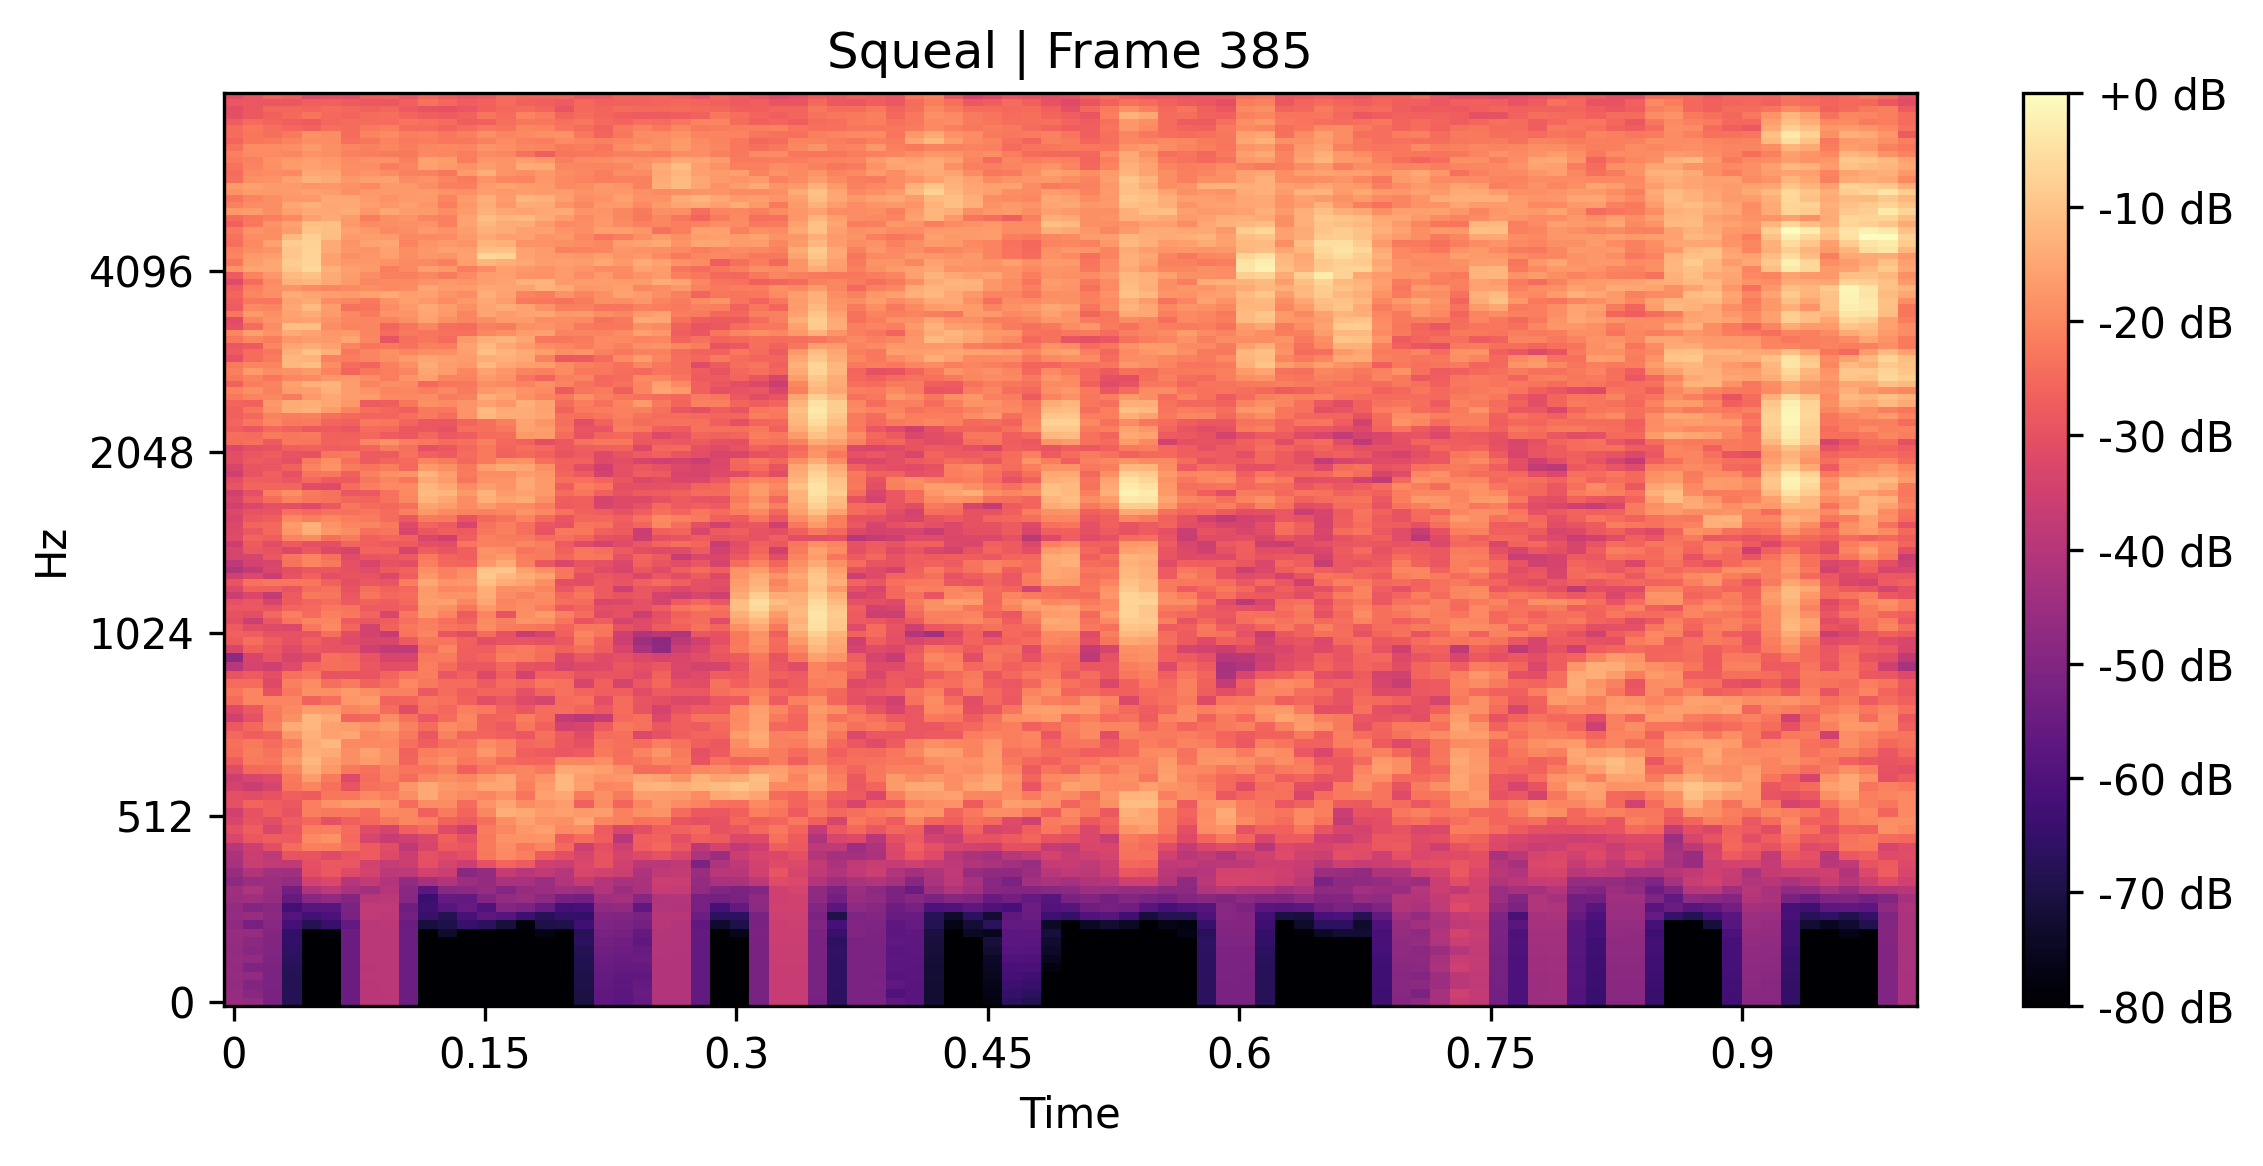 Squeal | Frame 385
Hz
4096
2048
1024
512
0
0 0.15 0.3 0.45 0.6 0.75 0.9
Time
+0 dB
-10 dB
-20 dB
-30 dB
-40 dB
-50 dB
-60 dB
-70 dB
-80 dB